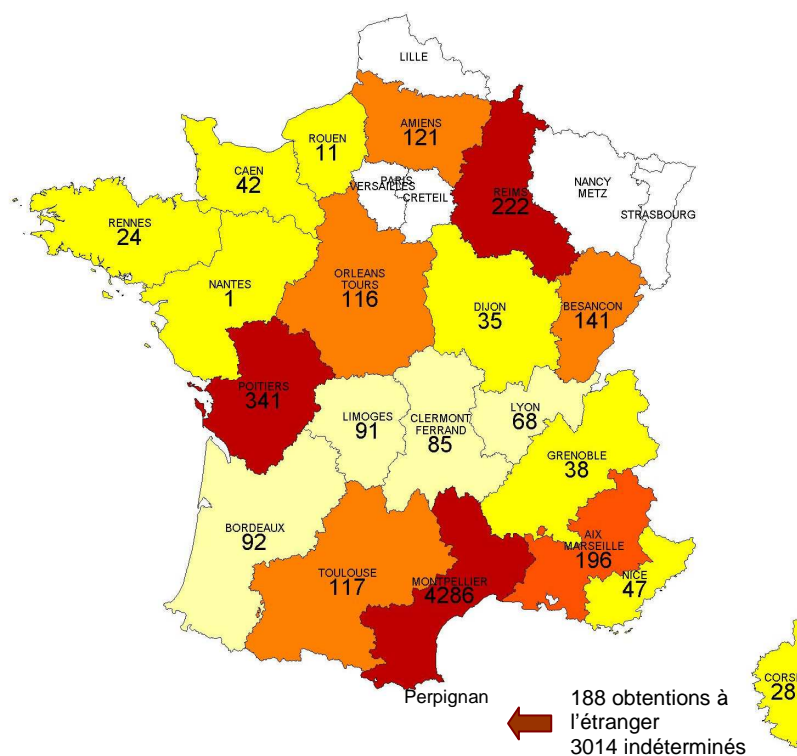 LILLE
AMIENS
121
ROUEN
11
CAEN
42
PARIS
VERSAILLES
CRETEIL
REIMS
222
NANCY
METZ
STRASBOURG
RENNES
24
NANTES
1
ORLEANS
TOURS
116
DIJON
35
BESANCON
141
POITIERS
341
LIMOGES
91
CLERMONT
FERRAND
85
LYON
68
GRENOBLE
38
BORDEAUX
92
AIX
MARSEILLE
196
TOULOUSE
117
MONTPELLIER
4286
NICE
47
CORS
28
Perpignan
188 obtentions à
l'étranger
3014 indéterminés